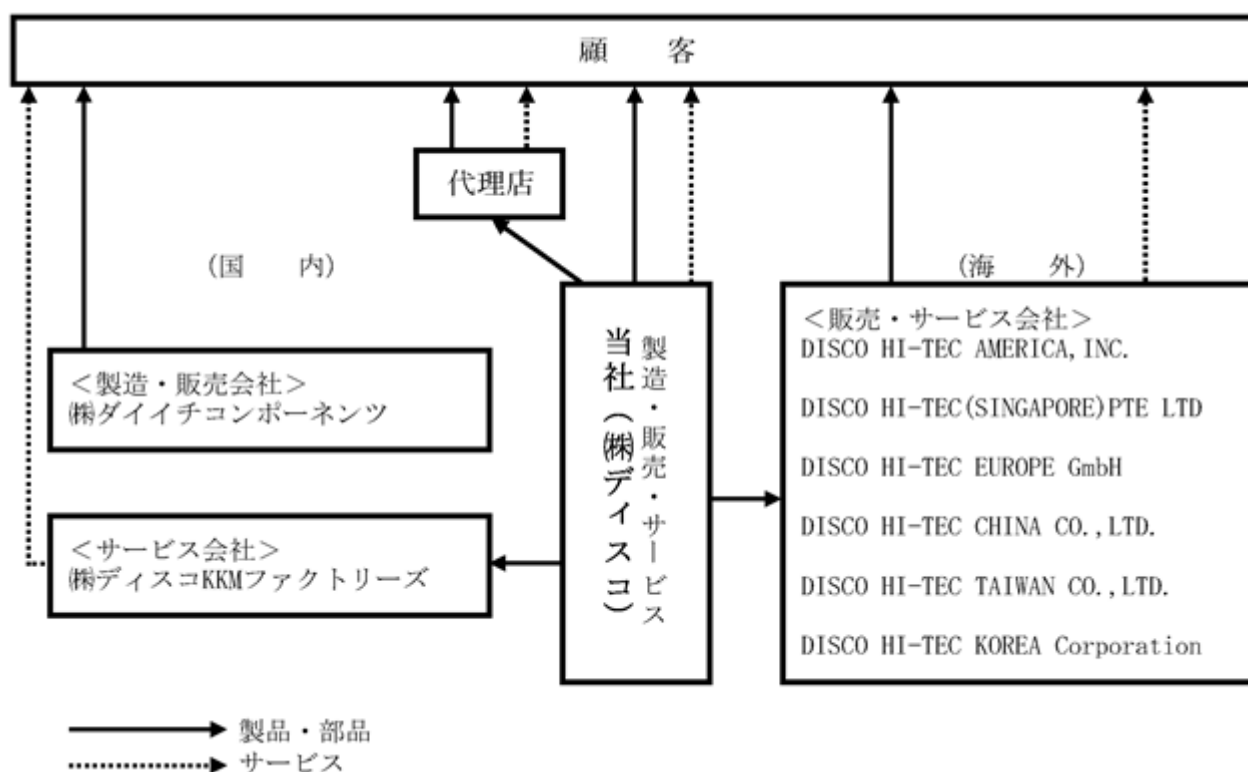 顧　　客
代理店
（国　　内）
（海　　外）
＜製造・販売会社＞
㈱ダイイチコンポーネンツ
＜サービス会社＞
㈱ディスコKKMファクトリーズ
当社（㈱ディスコ）
製造・販売・サービス
＜販売・サービス会社＞
DISCO HI-TEC AMERICA,INC.
DISCO HI-TEC(SINGAPORE)PTE LTD
DISCO HI-TEC EUROPE GmbH
DISCO HI-TEC CHINA CO.,LTD.
DISCO HI-TEC TAIWAN CO.,LTD.
DISCO HI-TEC KOREA Corporation
製品・部品
サービス